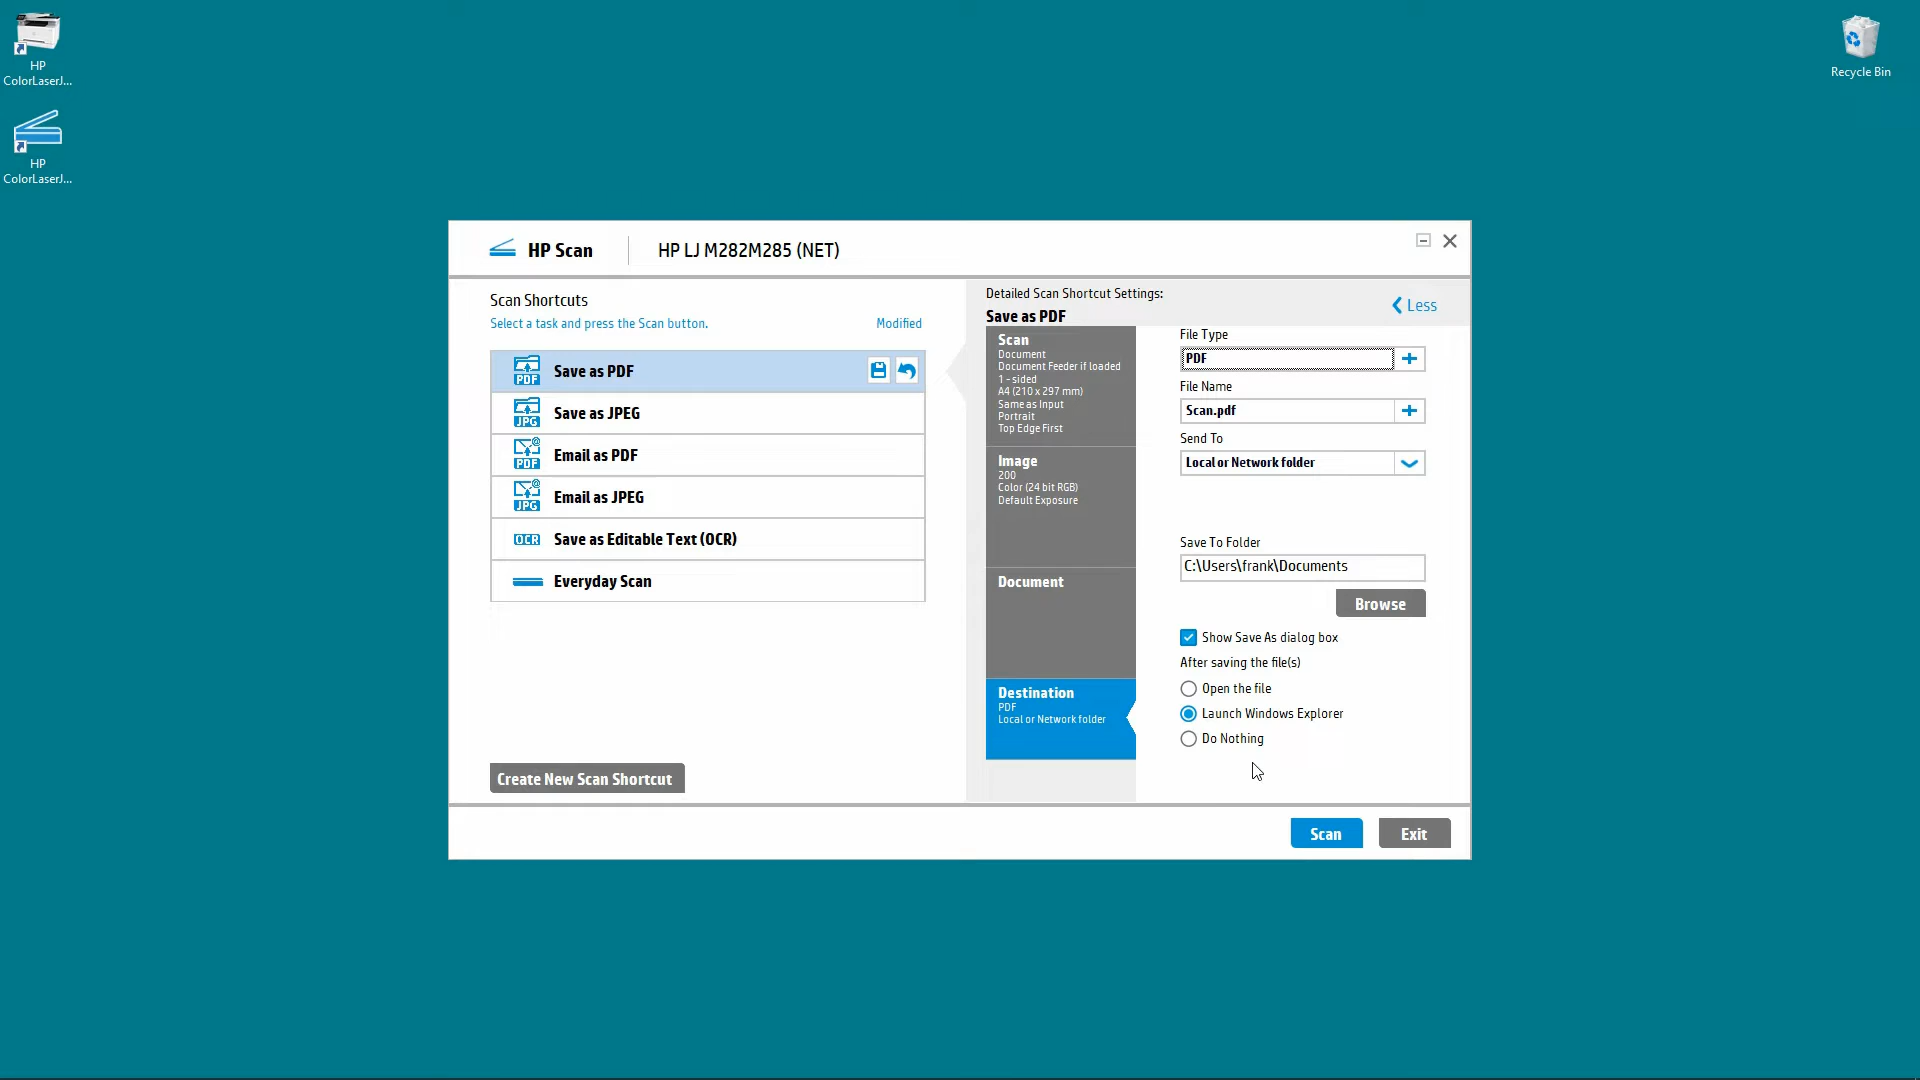 HP
ColorLaserJ...
HP
ColorLaserJ...
Recycle Bin
HP Scan
HP LJ M282M285 (NET)
Scan Shortcuts
Select a task and press the Scan button.
Modified
PDF
Save as PDF
JPG
Save as JPEG
@
PDF
Email as PDF
@
JPG
Email as JPEG
OCR
Save as Editable Text (OCR)
Everyday Scan
Create New Scan Shortcut
Detailed Scan Shortcut Settings:
Save as PDF
Less
Scan
Document
Document Feeder if loaded
1 - sided
A4 (210 x 297 mm)
Same as Input
Portrait
Top Edge First
Image
200
Color (24 bit RGB)
Default Exposure
Document
Destination
PDF
Local or Network folder
File Type
PDF
File Name
Scan.pdf
Send To
Local or Network folder
Save To Folder
C:\Users\frank\Documents
Browse
Show Save As dialog box
After saving the file(s)
Open the file
Launch Windows Explorer
Do Nothing
Scan
Exit